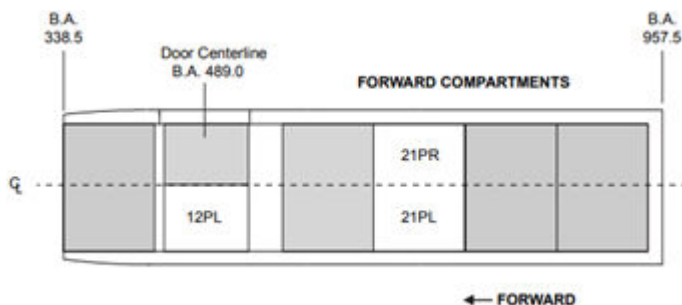 B.A.
338.5
B.A.
957.5
Door Centerline
B.A. 489.0
FORWARD COMPARTMENTS
21PR
℄
12PL
21PL
FORWARD